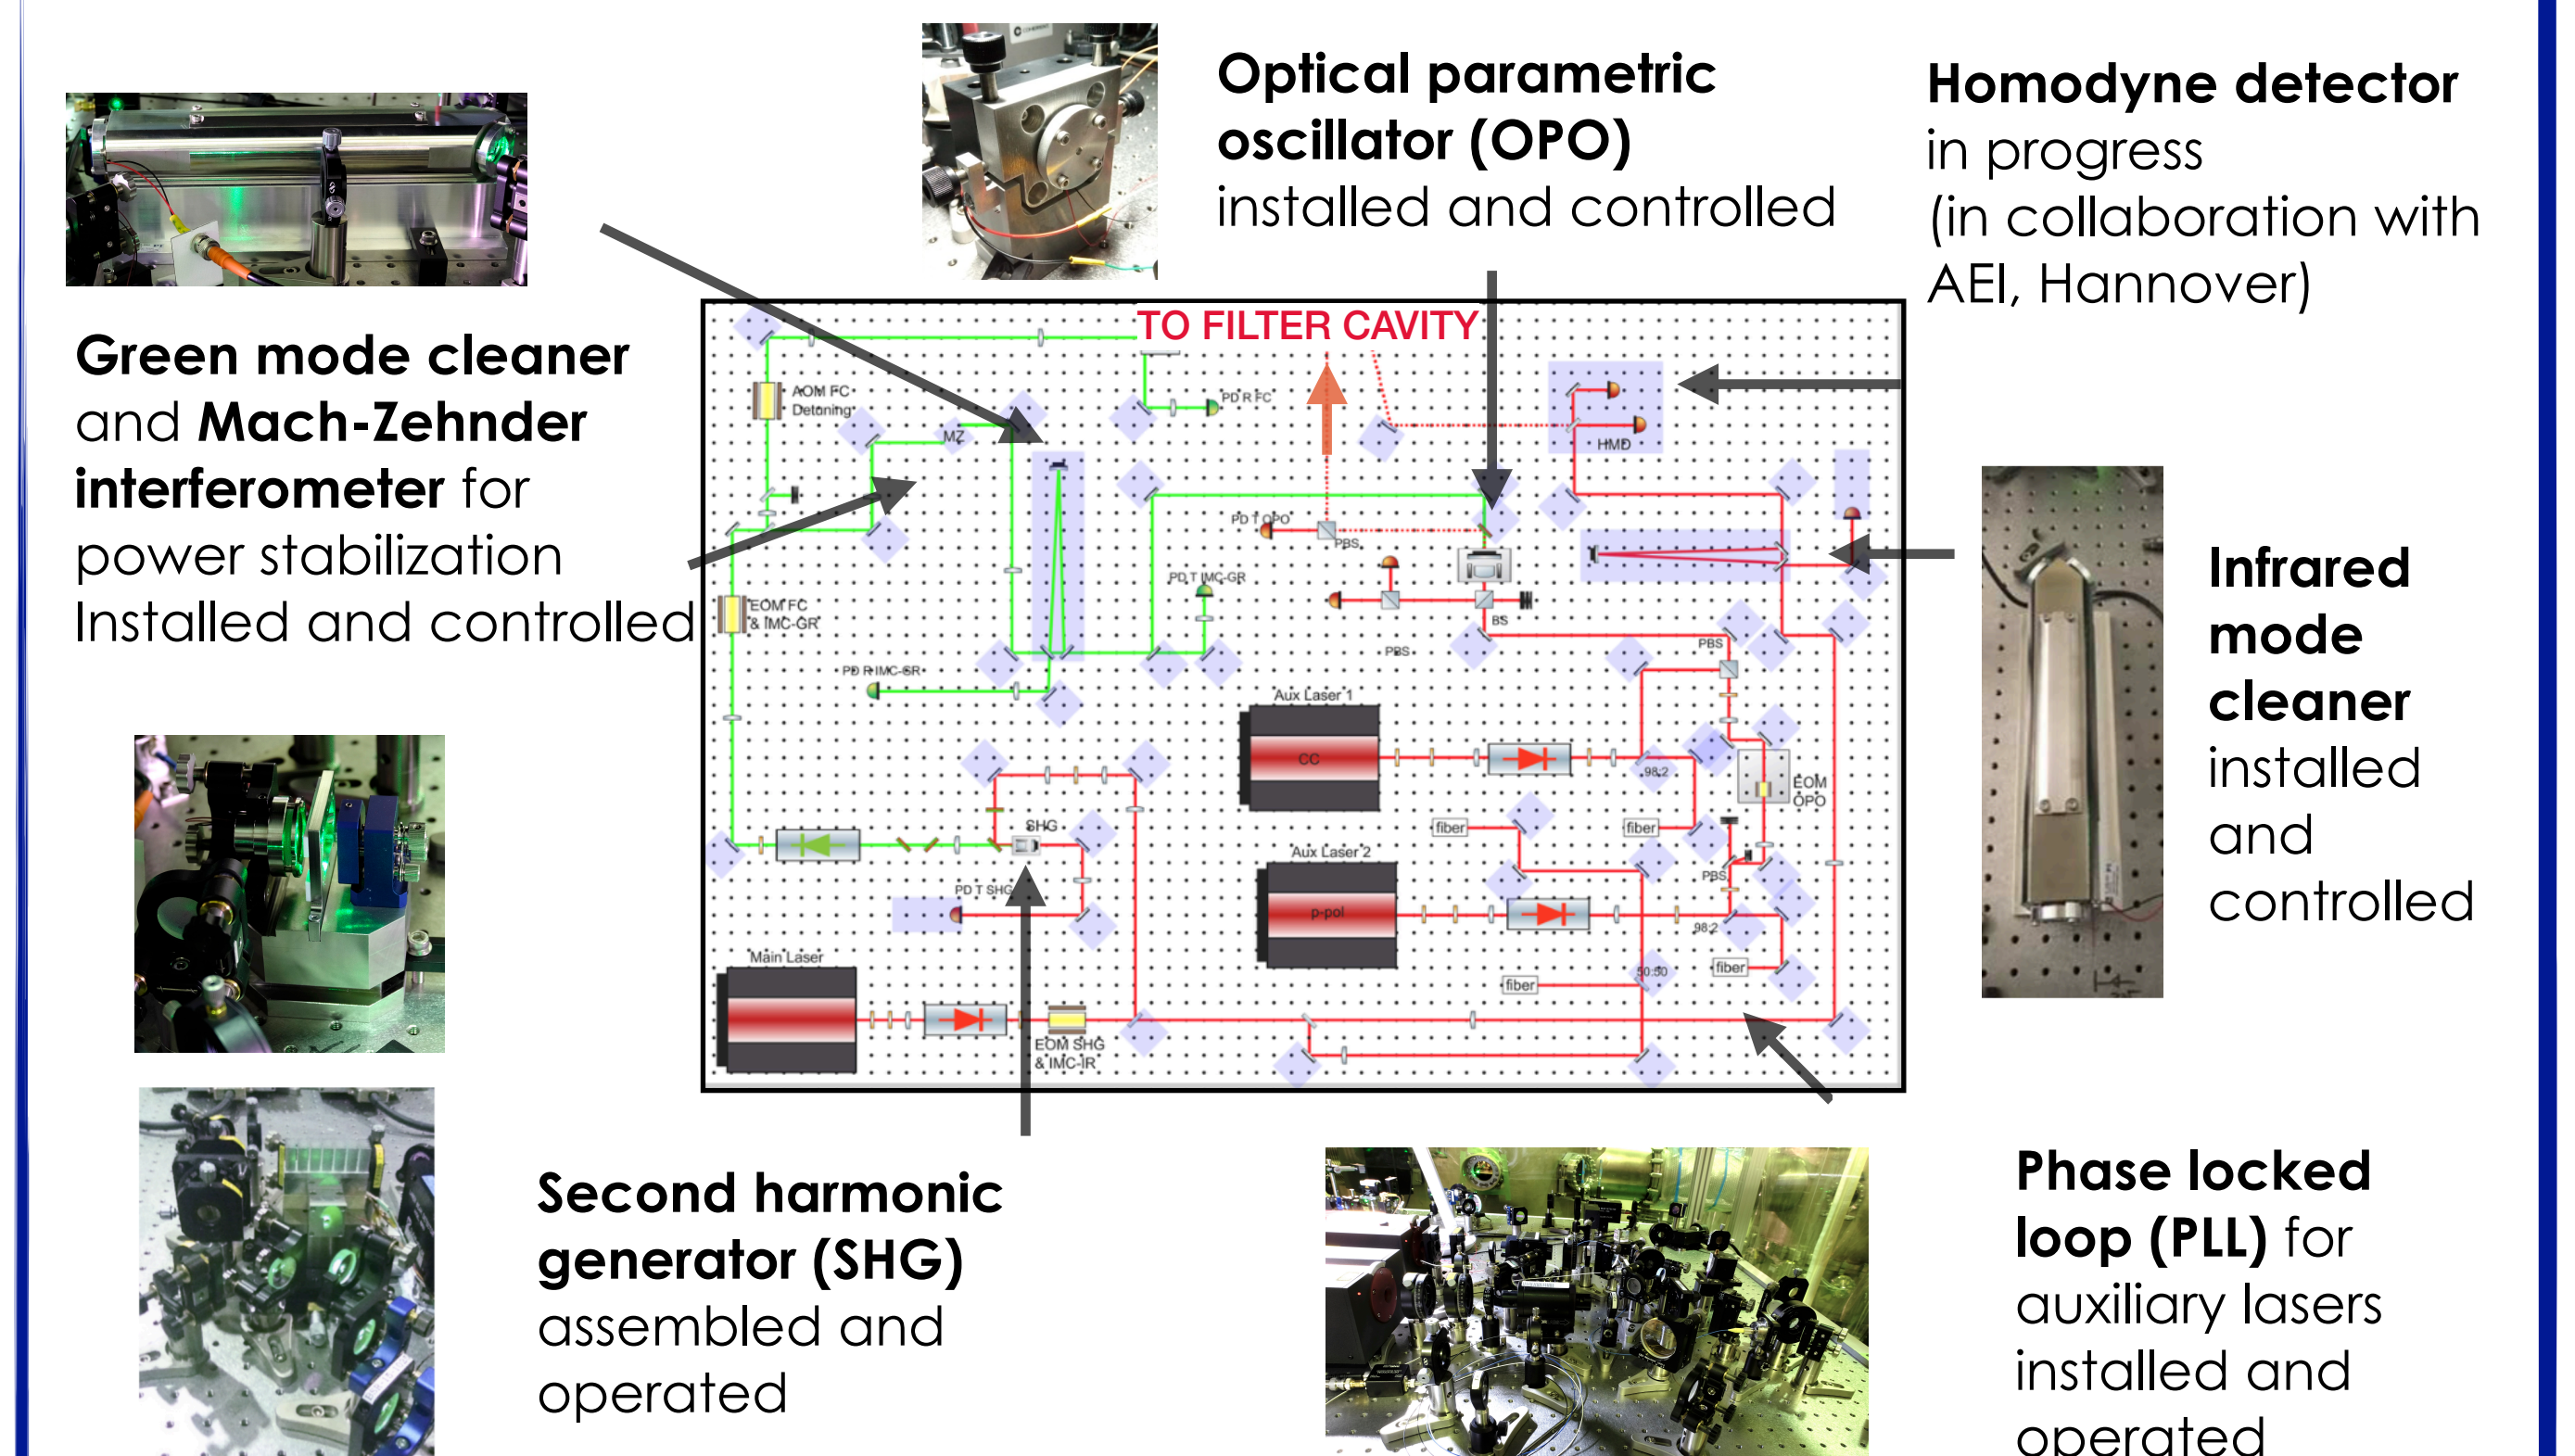 Optical parametric
oscillator (OPO)
installed and controlled
Homodyne detector
in progress
(in collaboration with
AEI, Hannover)
Green mode cleaner
and Mach-Zehnder
interferometer for
power stabilization
Installed and controlled
TO FILTER CAVITY
AOM FC
Detoning
PD R FC
MZ
HMD
PD T OPO
PBS
PD T IMC-GR
EOM FC
& IMC-GR
BS
PBS
PBS
PD R IMC-GR
Aux Laser 1
CC
98:2
EOM
OPO
fiber
fiber
SHG
Aux Laser 2
p-pol
PBS
PD T SHG
98:2
fiber
50:50
fiber
Main Laser
EOM SHG
& IMC-IR
Infrared
mode
cleaner
installed
and
controlled
Second harmonic
generator (SHG)
assembled and
operated
Phase locked
loop (PLL) for
auxiliary lasers
installed and
operated